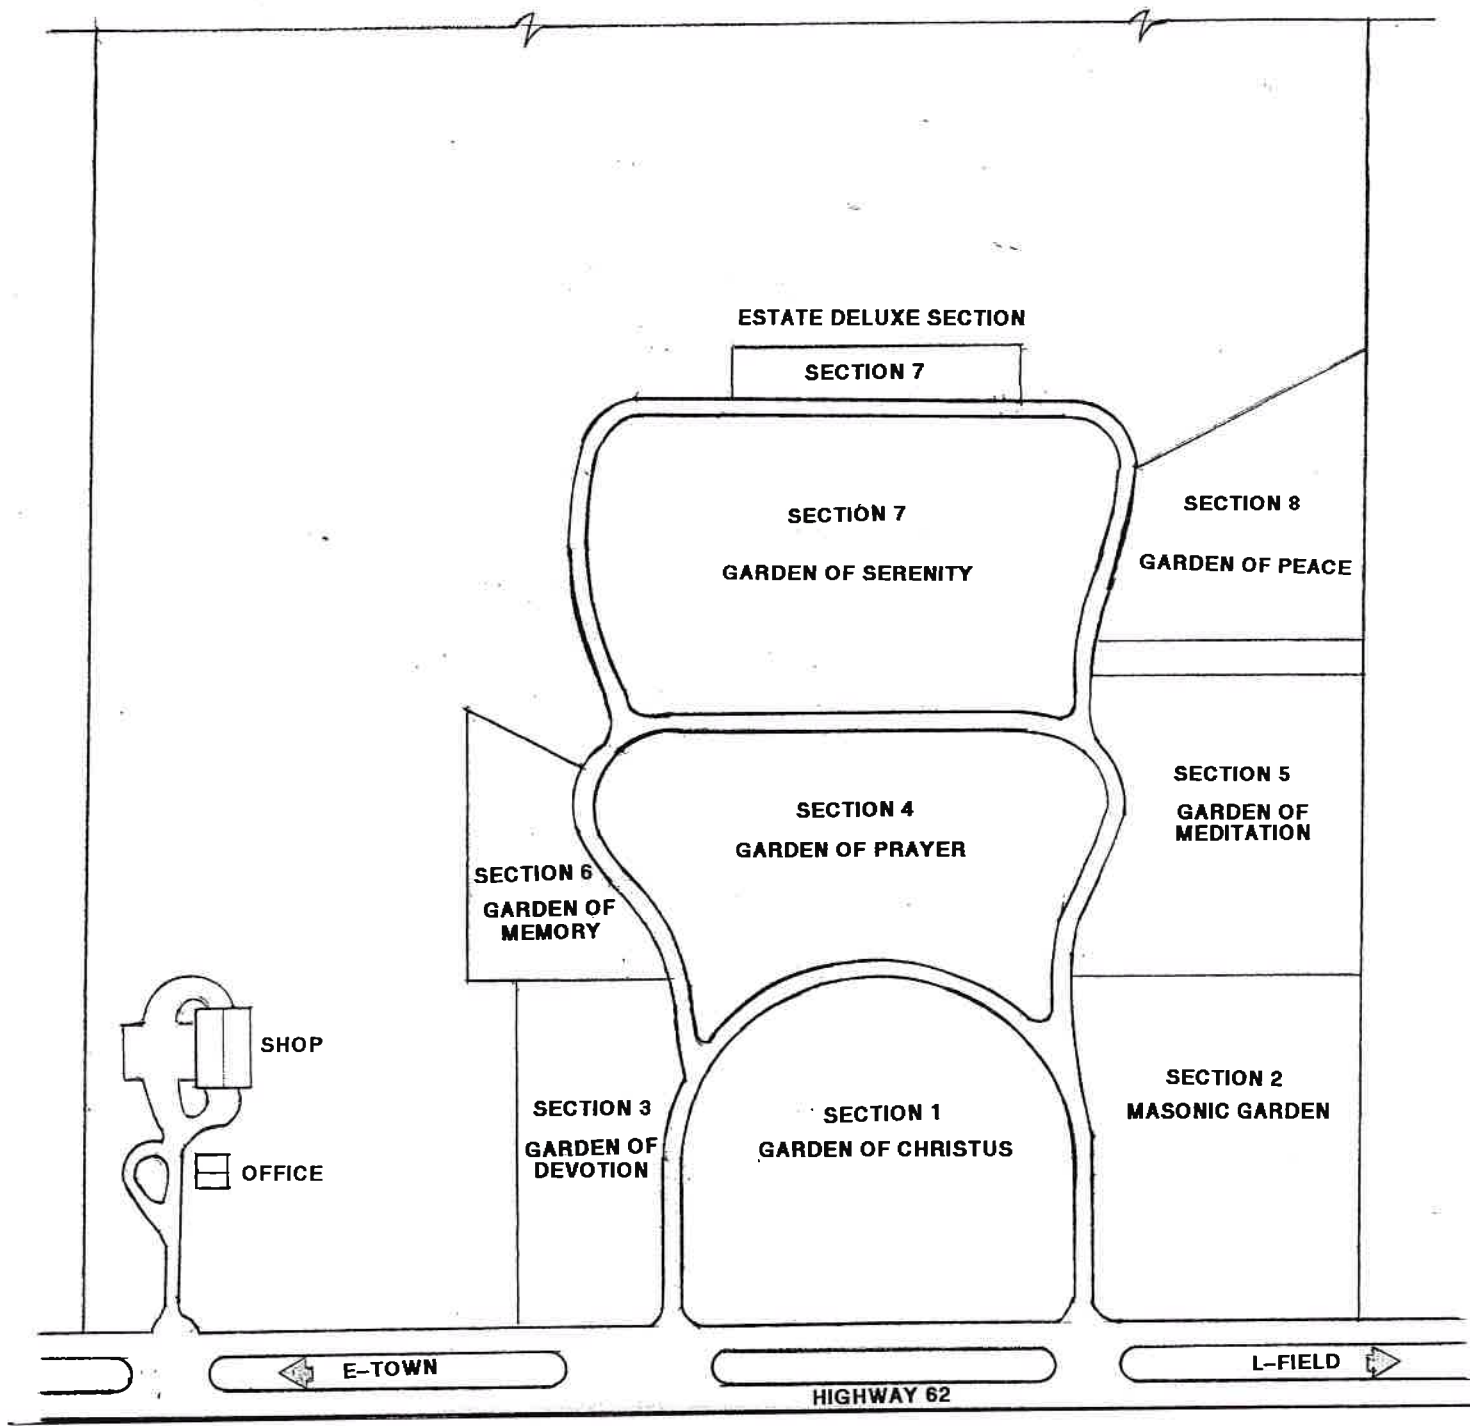 ESTATE DELUXE SECTION
SECTION 7
SECTION 7
GARDEN OF SERENITY
SECTION 8
GARDEN OF PEACE
SECTION 5
GARDEN OF
MEDITATION
SECTION 4
GARDEN OF PRAYER
SECTION 6
GARDEN OF
MEMORY
SHOP
OFFICE
SECTION 3
GARDEN OF
DEVOTION
SECTION 1
GARDEN OF CHRISTUS
SECTION 2
MASONIC GARDEN
E-TOWN
L-FIELD
HIGHWAY 62